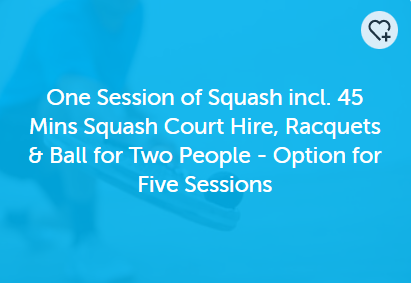 One Session of Squash incl. 45
Mins Squash Court Hire, Racquets
& Ball for Two People - Option for
Five Sessions